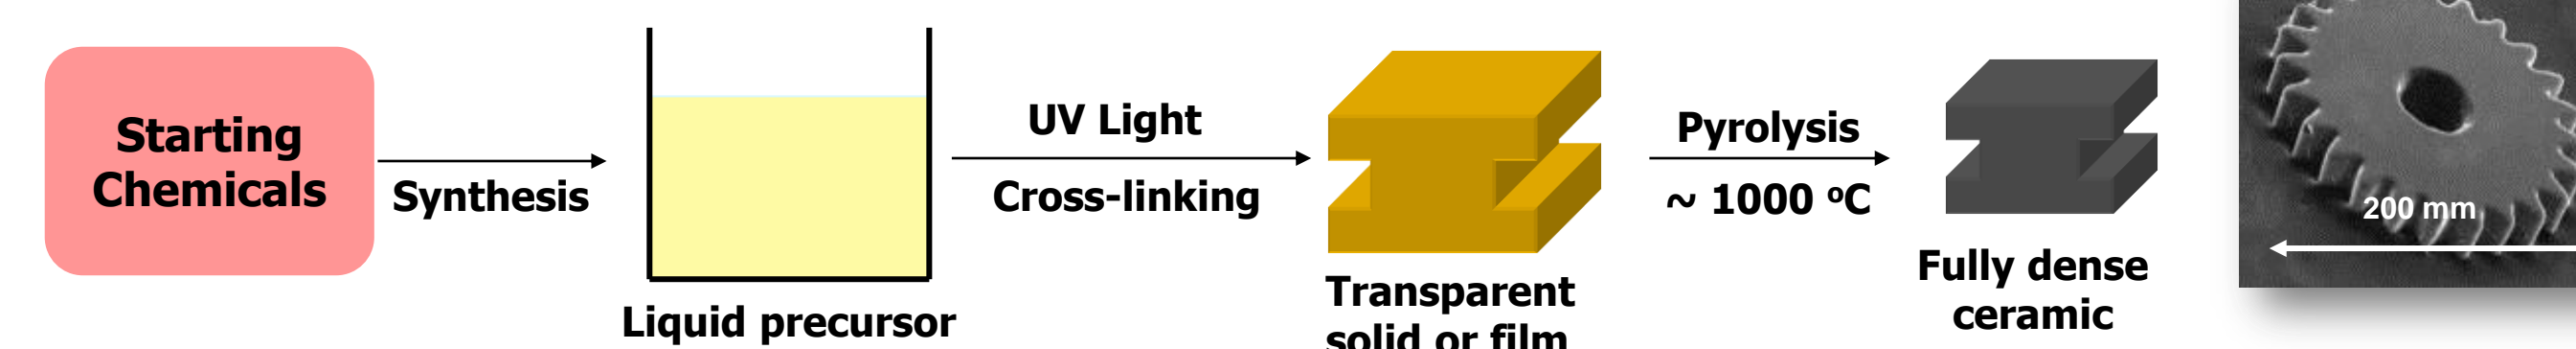 Starting
Chemicals
Synthesis
Liquid precursor
UV Light
Cross-linking
Transparent
solid or film
Pyrolysis
~ 1000 ºC
Fully dense
ceramic
200 mm